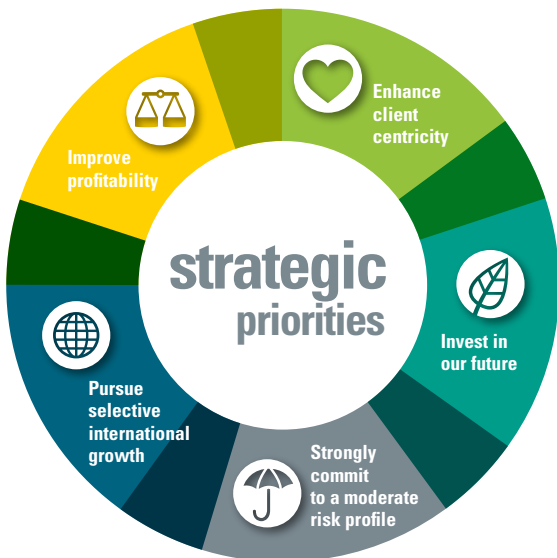 strategic
priorities
Enhance
client
centricity
Invest in
our future
Strongly
commit
to a moderate
risk profile
Pursue
selective
international
growth
Improve
profitability